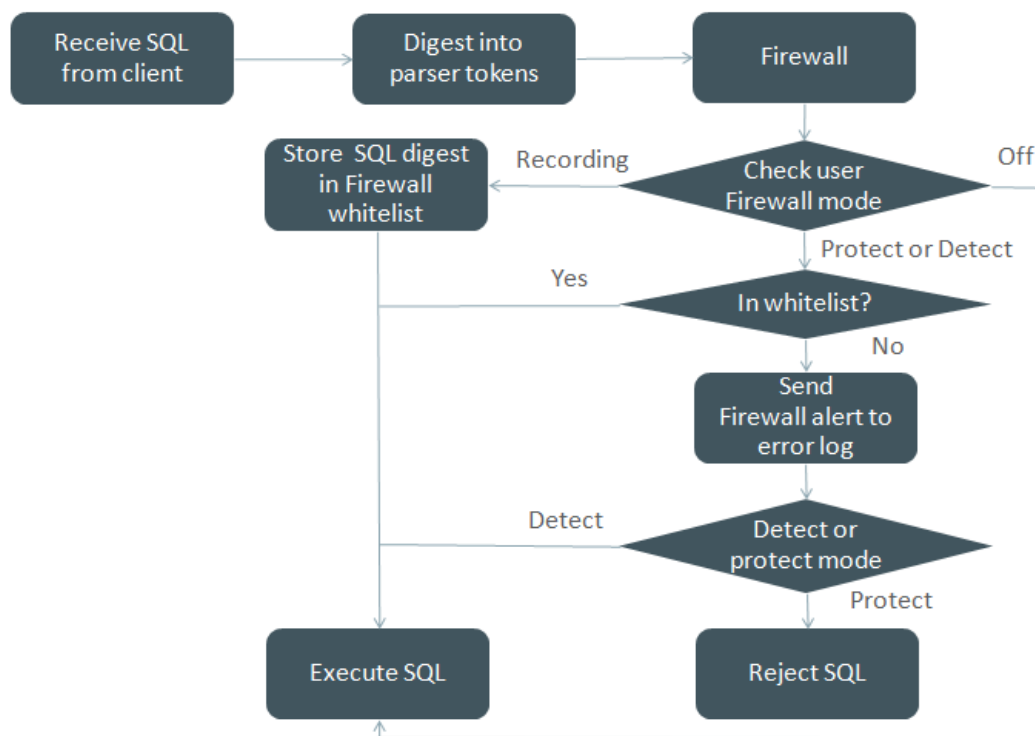 Receive SQL
from client
Digest into
parser tokens
Firewall
Store SQL digest
in Firewall
whitelist
Recording
Check user
Firewall mode
Off
Protect or Detect
Yes
In whitelist?
No
Send
Firewall alert to
error log
Detect
Detect or
protect mode
Protect
Execute SQL
Reject SQL